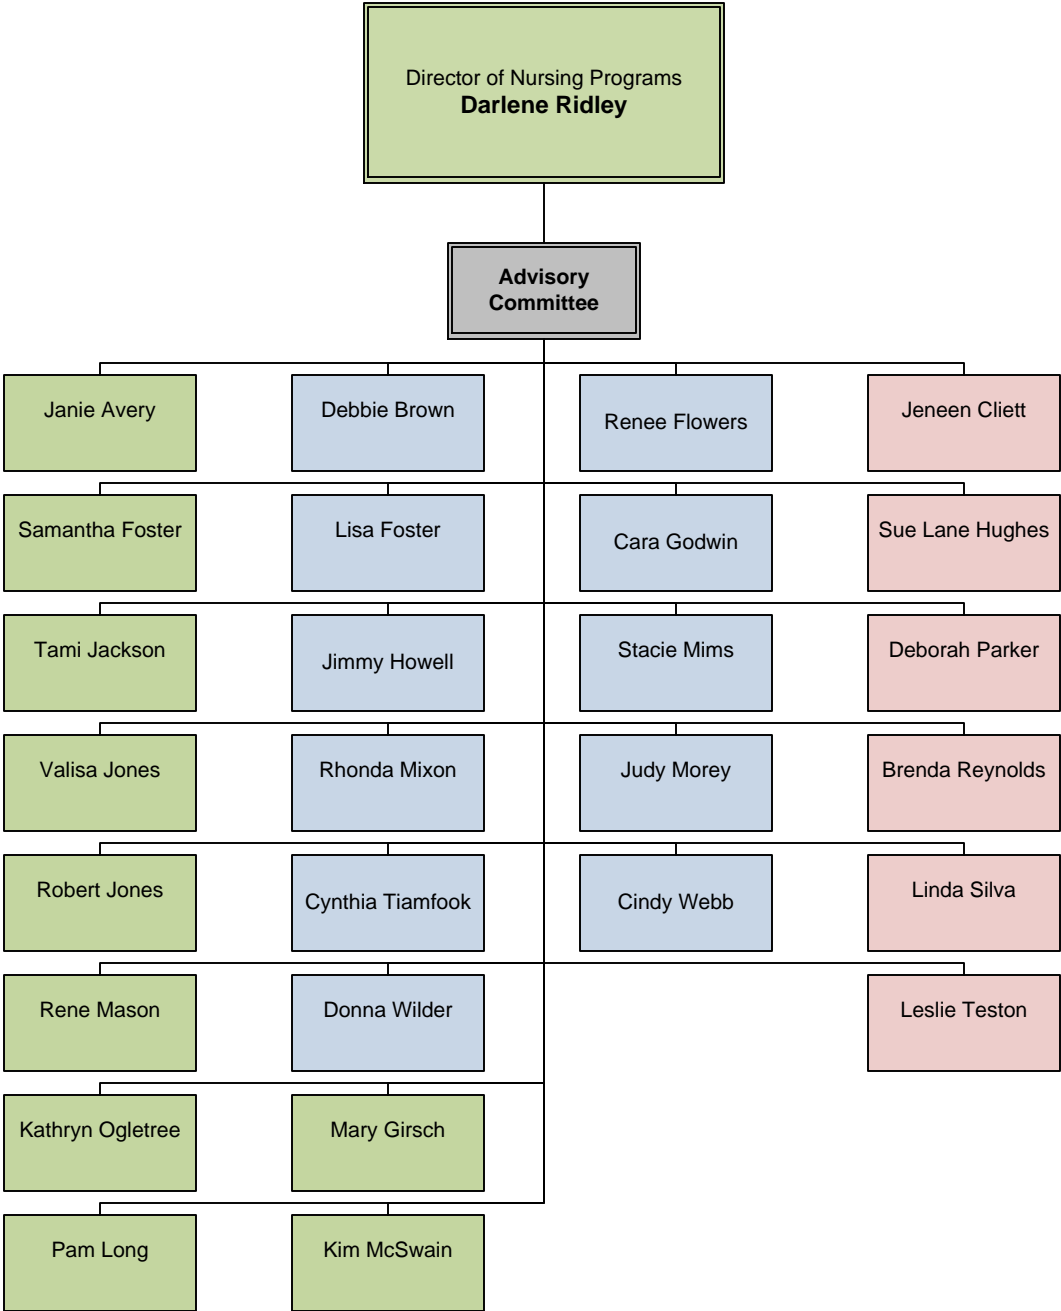 Director of Nursing Programs
Darlene Ridley
Advisory
Committee
Janie Avery
Debbie Brown
Renee Flowers
Jeneen Cliett
Samantha Foster
Lisa Foster
Cara Godwin
Sue Lane Hughes
Tami Jackson
Jimmy Howell
Stacie Mims
Deborah Parker
Valisa Jones
Rhonda Mixon
Judy Morey
Brenda Reynolds
Robert Jones
Cynthia Tiamfook
Cindy Webb
Linda Silva
Rene Mason
Donna Wilder
Leslie Teston
Kathryn Ogletree
Mary Girsch
Pam Long
Kim McSwain